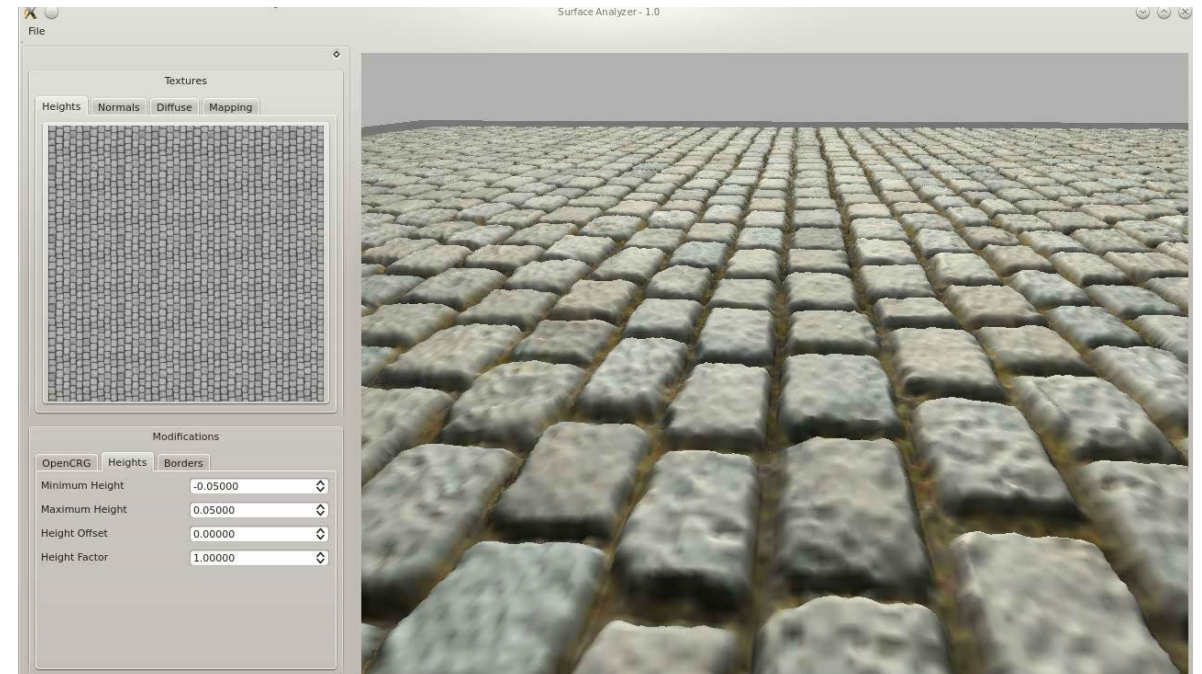 Surface Analyzer - 1.0
File
Textures
Heights Normals Diffuse Mapping
Modifications
OpenCRG Heights Borders
Minimum Height -0.05000
Maximum Height 0.05000
Height Offset 0.00000
Height Factor 1.00000